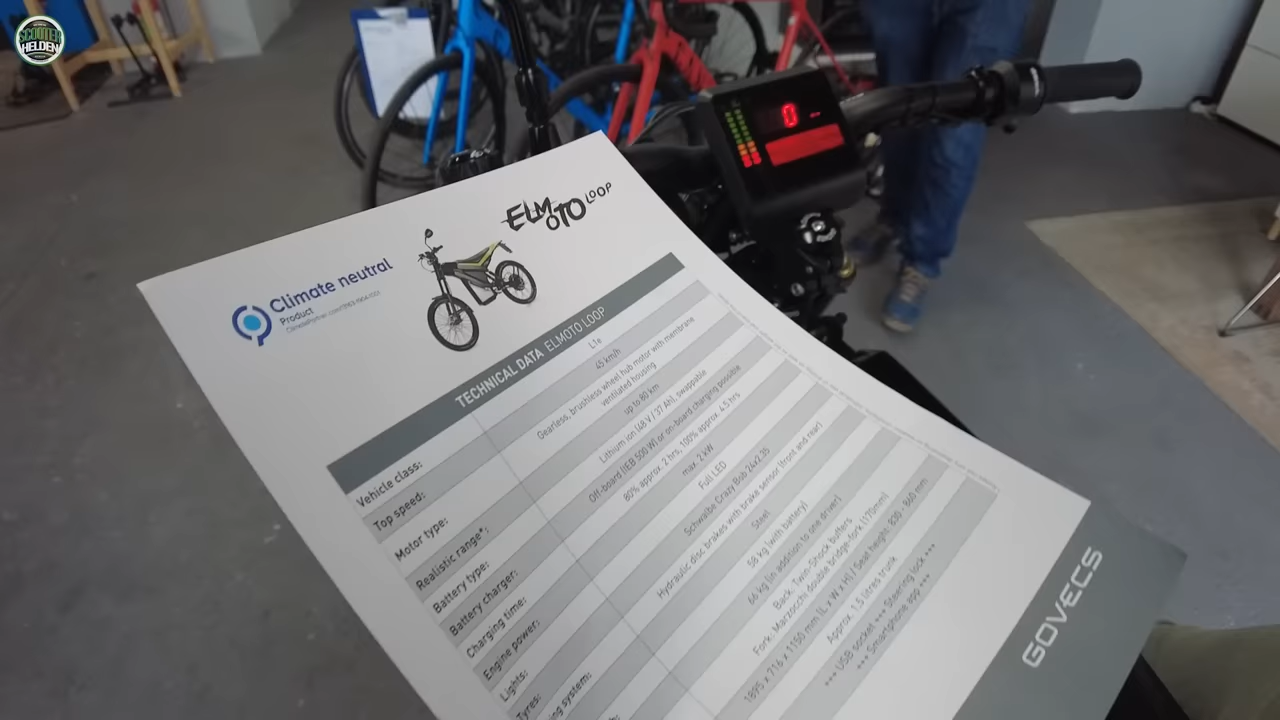 SCOOTER
HELDEN
0
ELMOTO LOOP
Climate neutral
Product
TECHNICAL DATA ELMOTO LOOP
Vehicle class: L1e
Top speed: 45 km/h
Motor type: Gearless, brushless wheel hub motor with membrane
ventilated housing
Realistic range*: up to 80 km
Battery type: Lithium ion (48 V / 37 Ah), swappable
Battery charger: Off-board (IEB 500 W) or on-board charging possible
Charging time: 80% approx. 2 hrs, 100% approx. 4.5 hrs
Engine power: max. 2 kW
Lights: Full LED
Tyres: Schwalbe Crazy Bob 24x2.35
Hydraulic disc brakes with brake sensor (front and rear)
Steel
58 kg (with battery)
66 kg (in addition to one driver)
Back: Twin-Shock buffers
Fork: Marzocchi double bridge-fork (170mm)
1895 x 716 x 1150 mm (L x W x H) / Seat height: 830 - 860 mm
Approx. 1,5 litres trunk
+++ USB socket +++ Steering lock +++
+++ Smartphone app +++
GOVECS